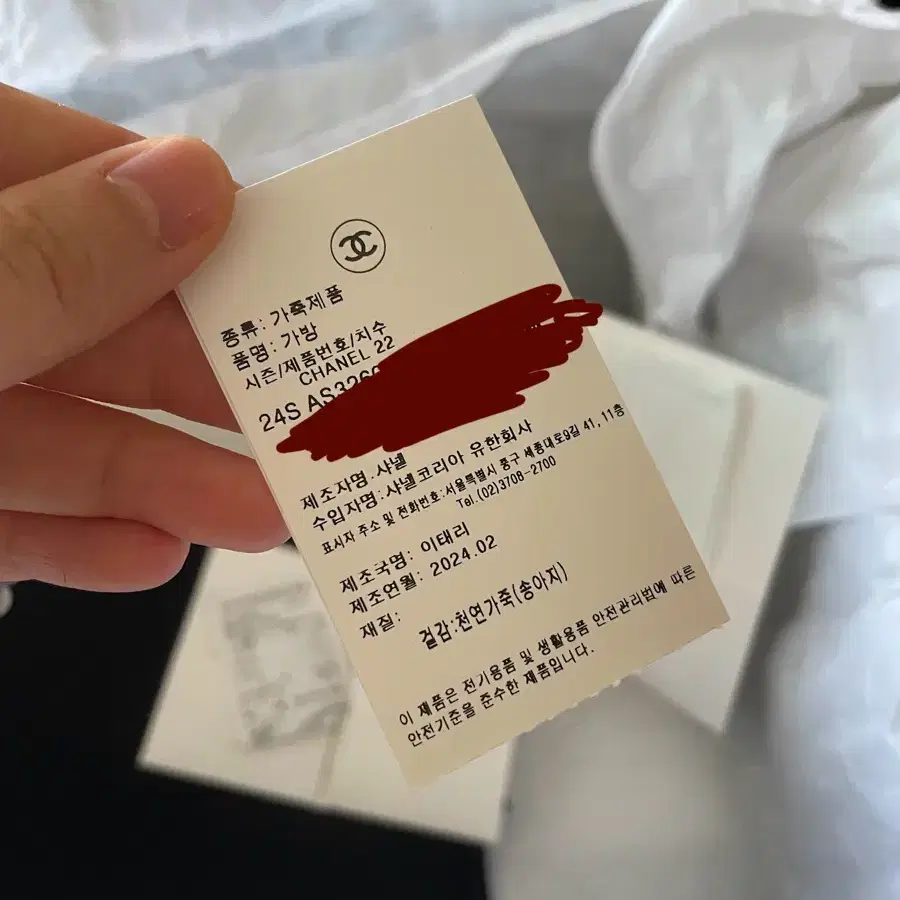 종류: 가죽제품
품명: 가방
시즌/제품번호/치수
CHANEL 22
24S AS3260
제조자명.샤넬
수입자명:샤넬코리아 유한회사
표시자 주소 및 전화번호:서울특별시 중구 세종대로9길 41, 11층
Tel.(02)3708-2700
제조국명: 이태리
제조연월: 2024.02
재질:
겉감:천연가죽(송아지)
이 제품은 전기용품 및 생활용품 안전관리법에 따른
안전기준을 준수한 제품입니다.